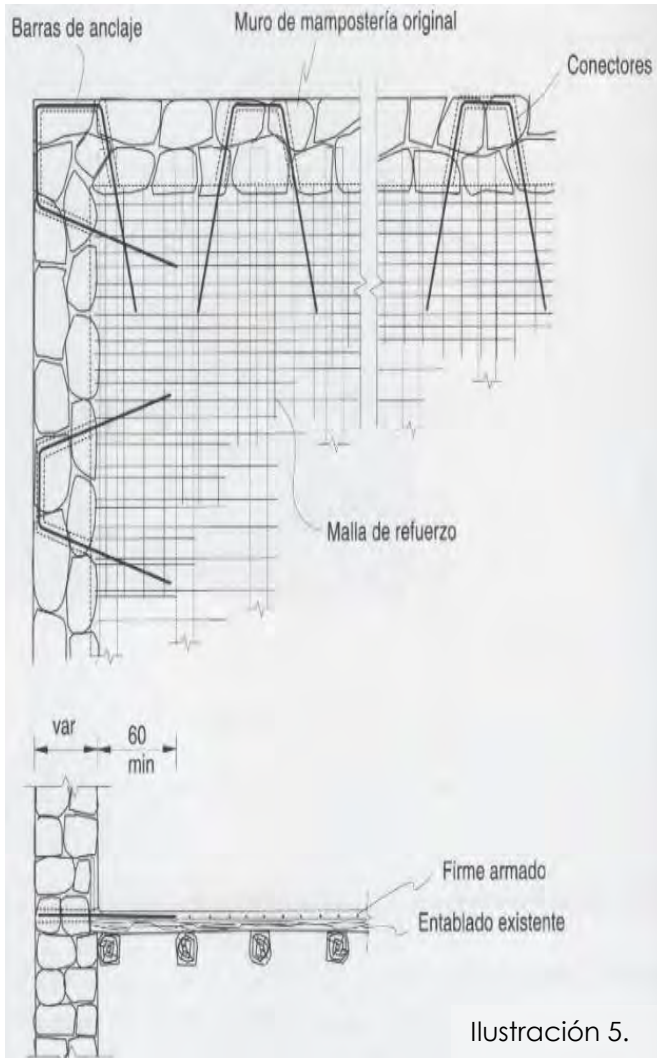 Barras de anclaje
Muro de mampostería original
Conectores
Malla de refuerzo
var
60
min
Firme armado
Entablado existente
Ilustración 5.